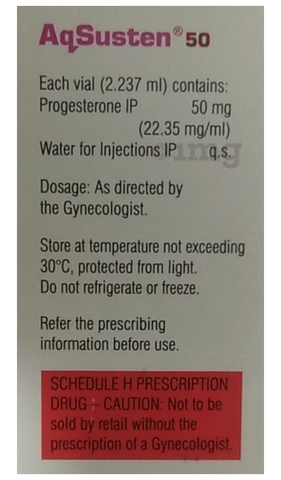 AqSusten® 50
Each vial (2.237 ml) contains:
Progesterone IP 50 mg
(22.35 mg/ml)
Water for Injections IP q.s.
Dosage: As directed by
the Gynecologist.
Store at temperature not exceeding
30°C, protected from light.
Do not refrigerate or freeze.
Refer the prescribing
information before use.
SCHEDULE H PRESCRIPTION
DRUG - CAUTION: Not to be
sold by retail without the
prescription of a Gynecologist.